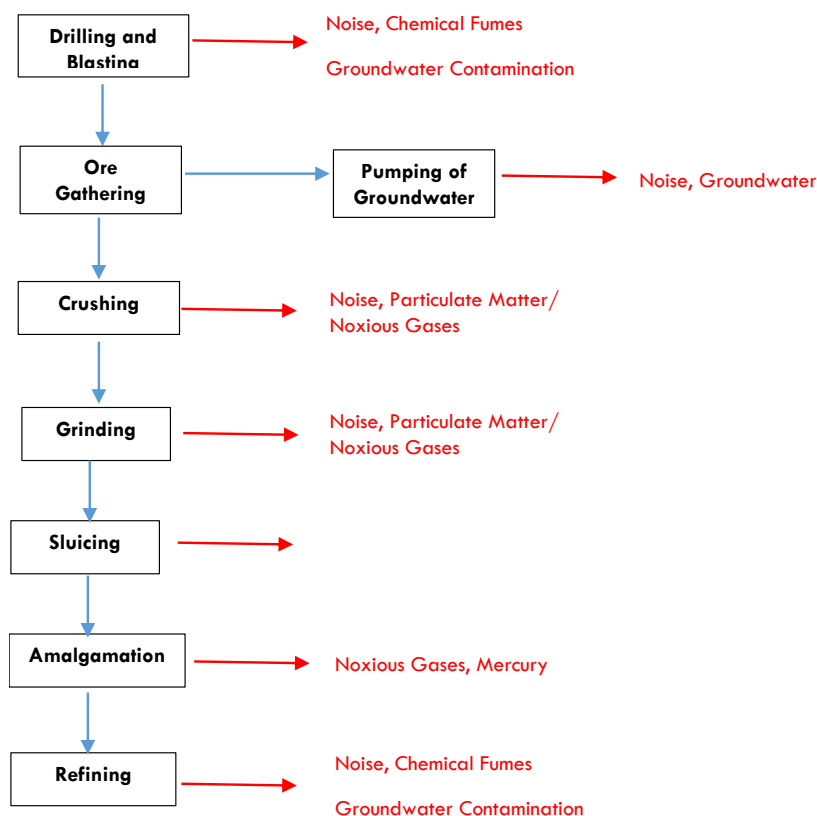 Drilling and
Blasting
Noise, Chemical Fumes
Groundwater Contamination
Ore
Gathering
Pumping of
Groundwater
Noise, Groundwater
Crushing
Noise, Particulate Matter/
Noxious Gases
Grinding
Noise, Particulate Matter/
Noxious Gases
Sluicing
Amalgamation
Noxious Gases, Mercury
Refining
Noise, Chemical Fumes
Groundwater Contamination